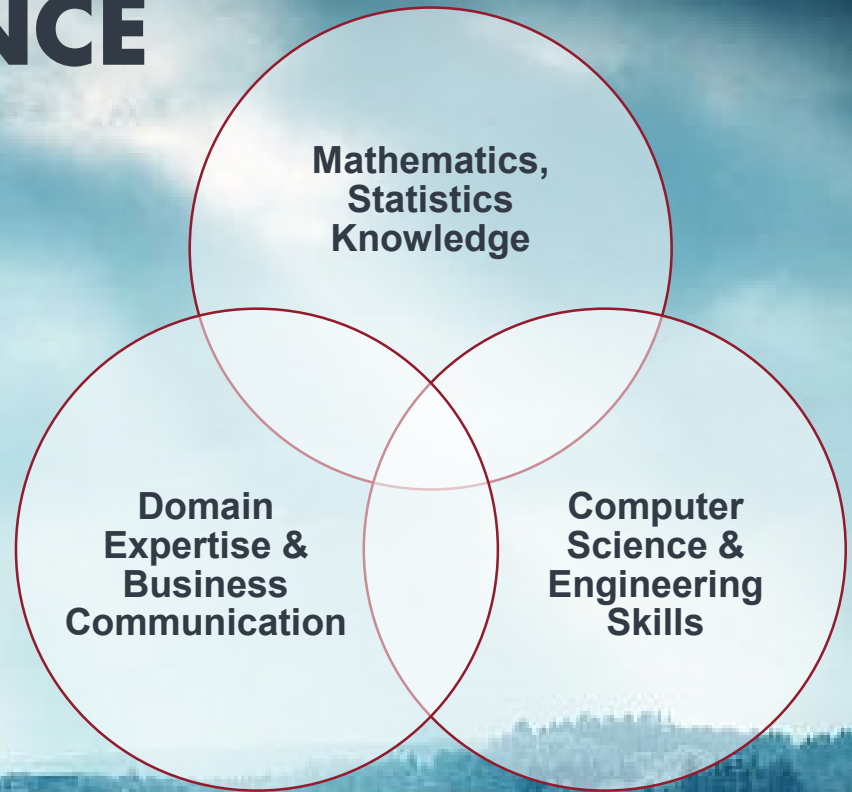 NCE
Mathematics,
Statistics
Knowledge
Domain
Expertise &
Business
Communication
Computer
Science &
Engineering
Skills